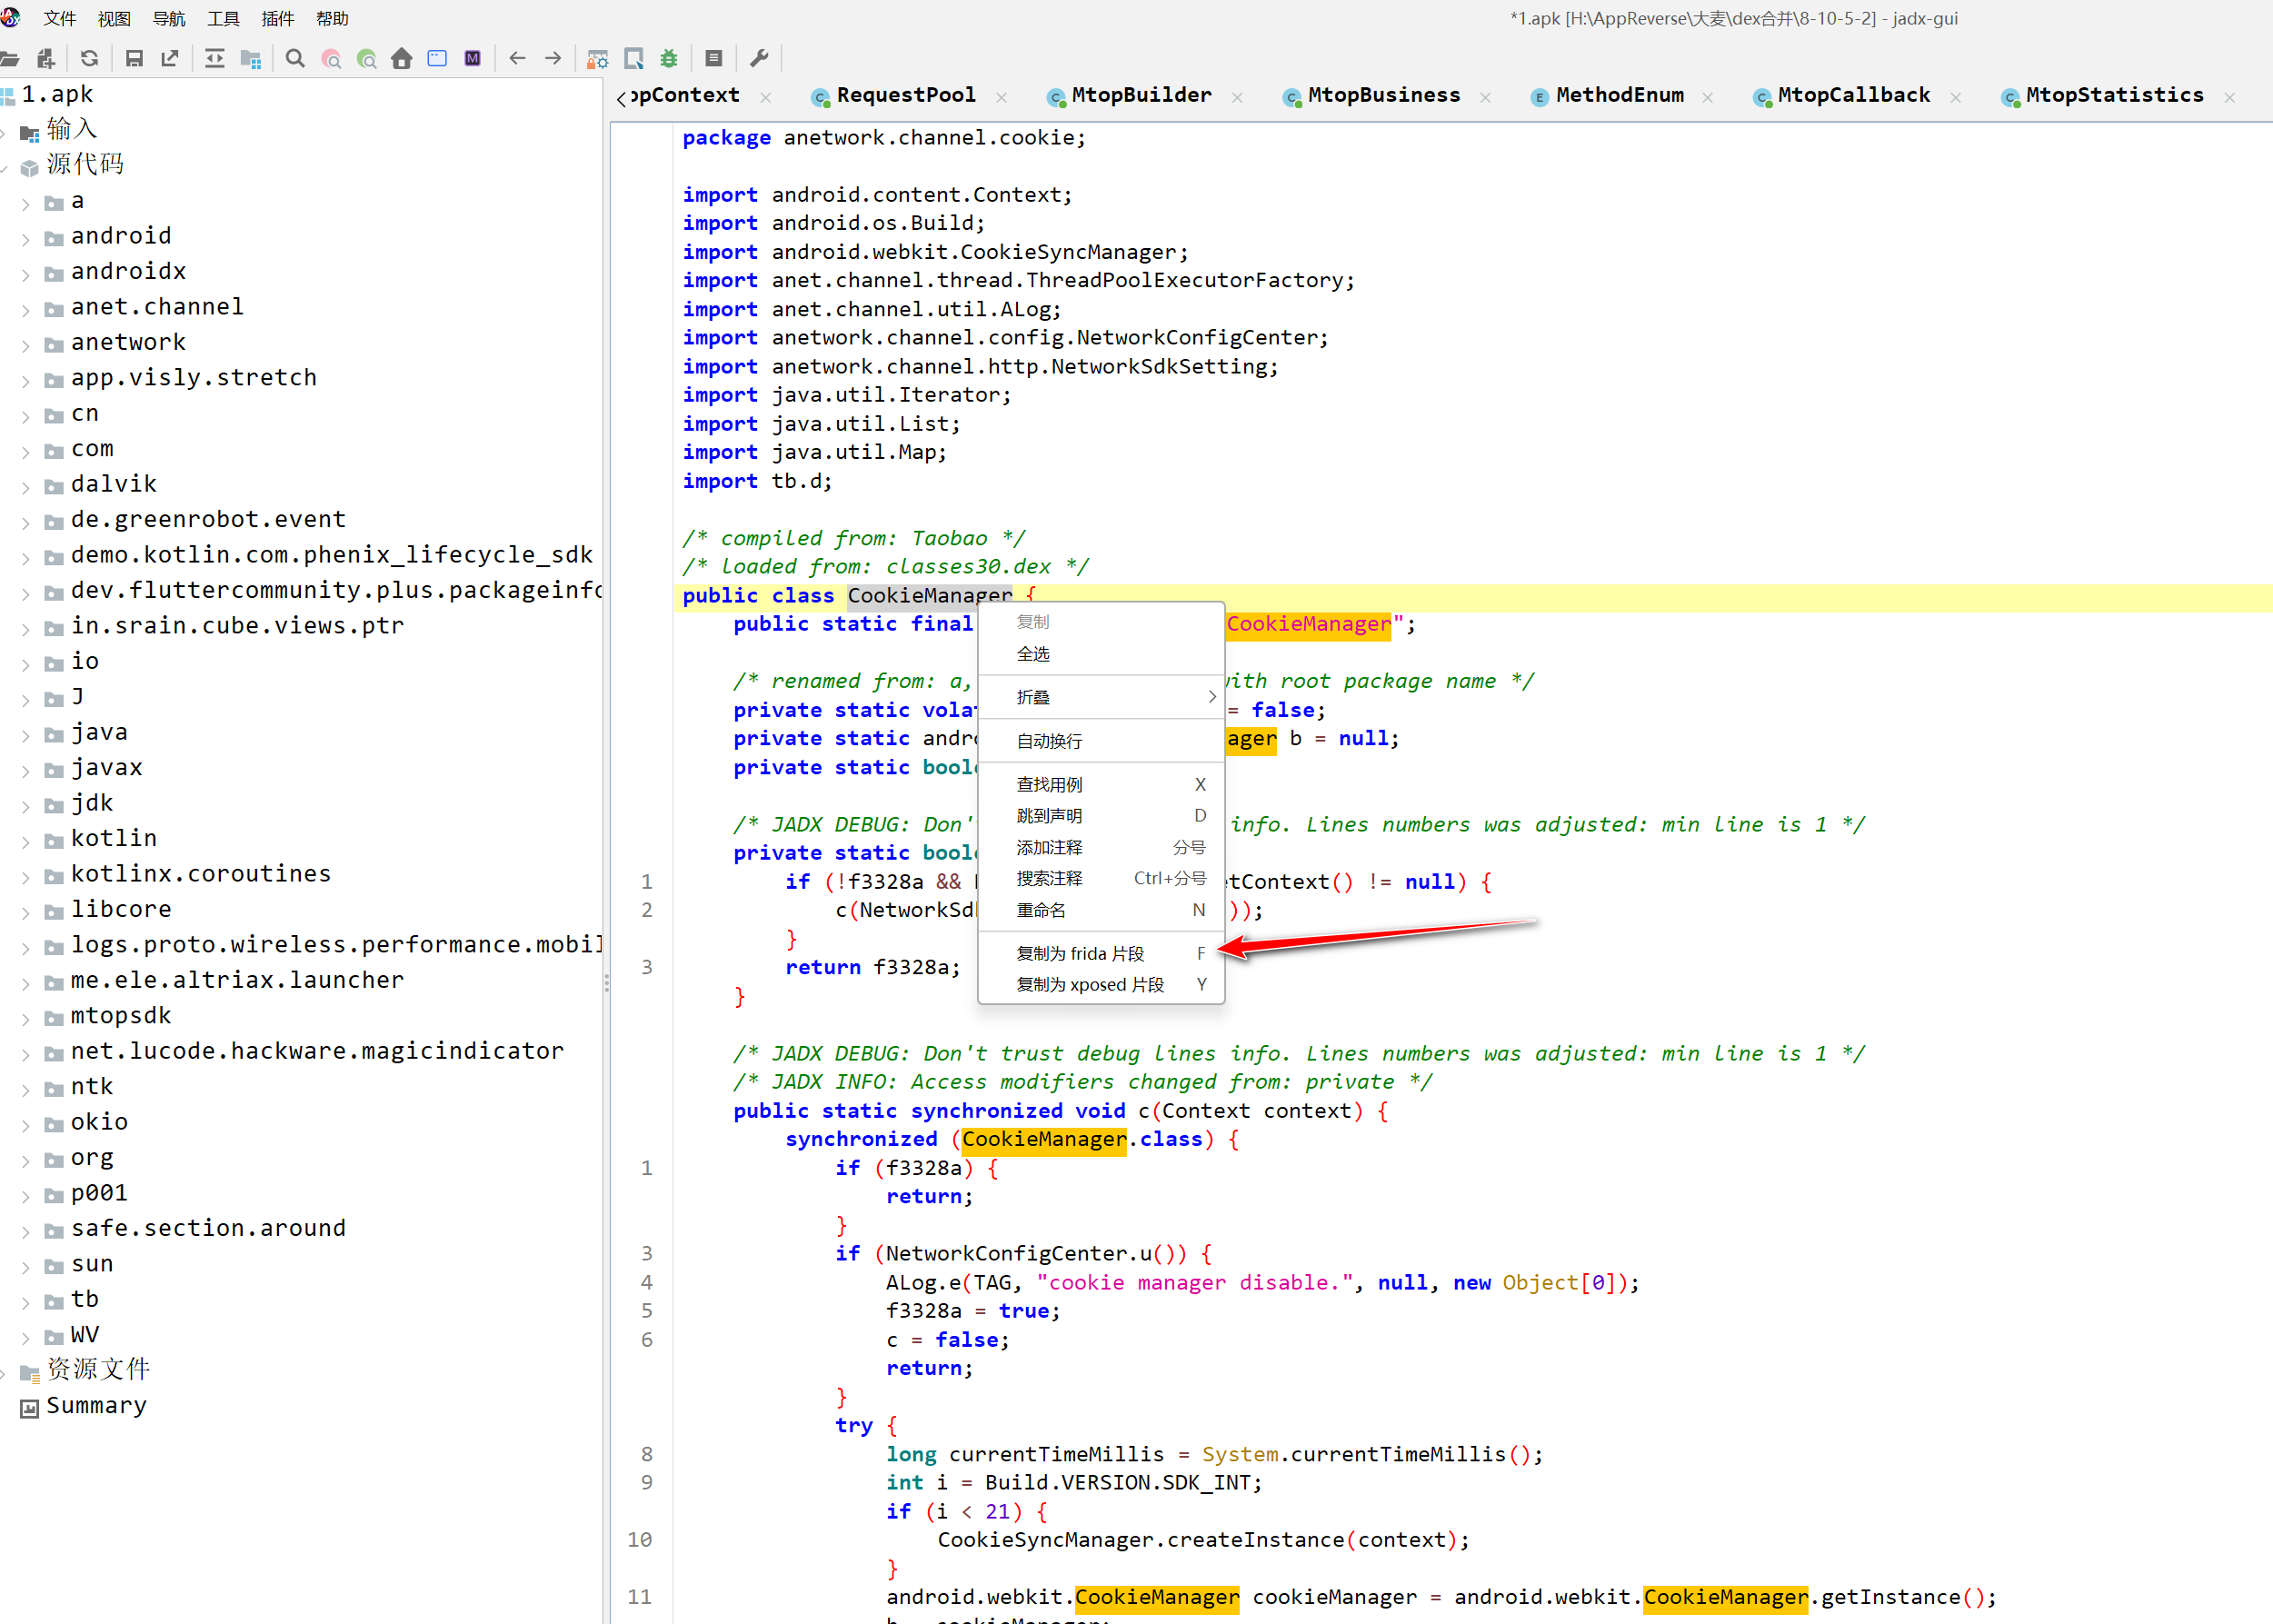 文件 视图 导航 工具 插件 帮助
*1.apk [H:\AppReverse\大麦\dex合并\8-10-5-2] - jadx-gui
1.apk
输入
源代码
a
android
androidx
anet.channel
anetwork
app.visly.stretch
cn
com
dalvik
de.greenrobot.event
demo.kotlin.com.phenix_lifecycle_sdk
dev.fluttercommunity.plus.packageinfo
in.srain.cube.views.ptr
io
J
java
javax
jdk
kotlin
kotlinx.coroutines
libcore
logs.proto.wireless.performance.mobil
me.ele.altriax.launcher
mtopsdk
net.lucode.hackware.magicindicator
ntk
okio
org
p001
safe.section.around
sun
tb
WV
资源文件
Summary
opContext RequestPool MtopBuilder MtopBusiness MethodEnum MtopCallback MtopStatistics
package anetwork.channel.cookie;
import android.content.Context;
import android.os.Build;
import android.webkit.CookieSyncManager;
import anet.channel.thread.ThreadPoolExecutorFactory;
import anet.channel.util.ALog;
import anetwork.channel.config.NetworkConfigCenter;
import anetwork.channel.http.NetworkSdkSetting;
import java.util.Iterator;
import java.util.List;
import java.util.Map;
import tb.d;
/* compiled from: Taobao */
/* loaded from: classes30.dex */
public class CookieManager {
public static final CookieManager";
/* renamed from: a, with root package name */
private static volat = false;
private static andro ager b = null;
private static boole
/* JADX DEBUG: Don' info. Lines numbers was adjusted: min line is 1 */
private static boole
1 if (!f3328a && etContext() != null) {
2 c(NetworkSd ));
}
3 return f3328a;
}
/* JADX DEBUG: Don't trust debug lines info. Lines numbers was adjusted: min line is 1 */
/* JADX INFO: Access modifiers changed from: private */
public static synchronized void c(Context context) {
synchronized (CookieManager.class) {
1 if (f3328a) {
return;
}
3 if (NetworkConfigCenter.u()) {
4 ALog.e(TAG, "cookie manager disable.", null, new Object[0]);
5 f3328a = true;
6 c = false;
return;
}
try {
8 long currentTimeMillis = System.currentTimeMillis();
9 int i = Build.VERSION.SDK_INT;
if (i < 21) {
10 CookieSyncManager.createInstance(context);
}
11 android.webkit.CookieManager cookieManager = android.webkit.CookieManager.getInstance();
复制
全选
折叠
自动换行
查找用例 X
跳到声明 D
添加注释 分号
搜索注释 Ctrl+分号
重命名 N
复制为 frida 片段 F
复制为 xposed 片段 Y